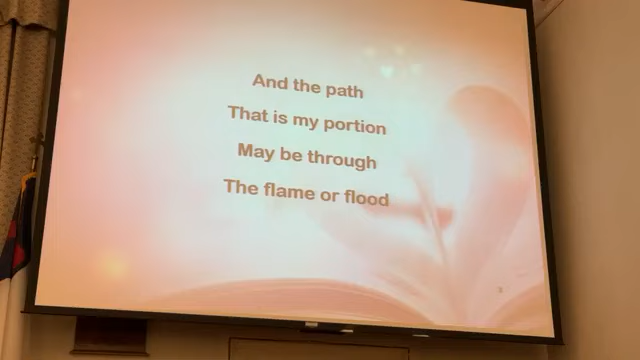 And the path
That is my portion
May be through
The flame or flood